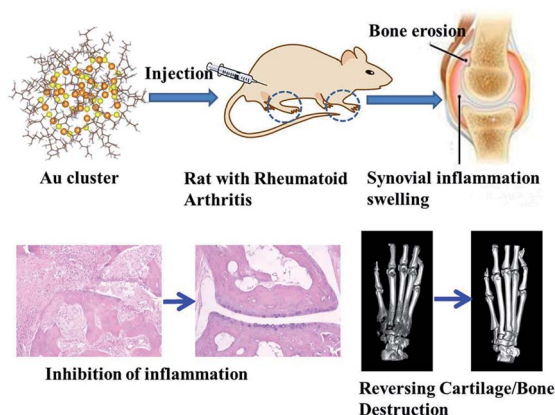 Bone erosion
Injection
Au cluster
Rat with Rheumatoid
Arthritis
Synovial inflammation
swelling
Inhibition of inflammation
Reversing Cartilage/Bone
Destruction